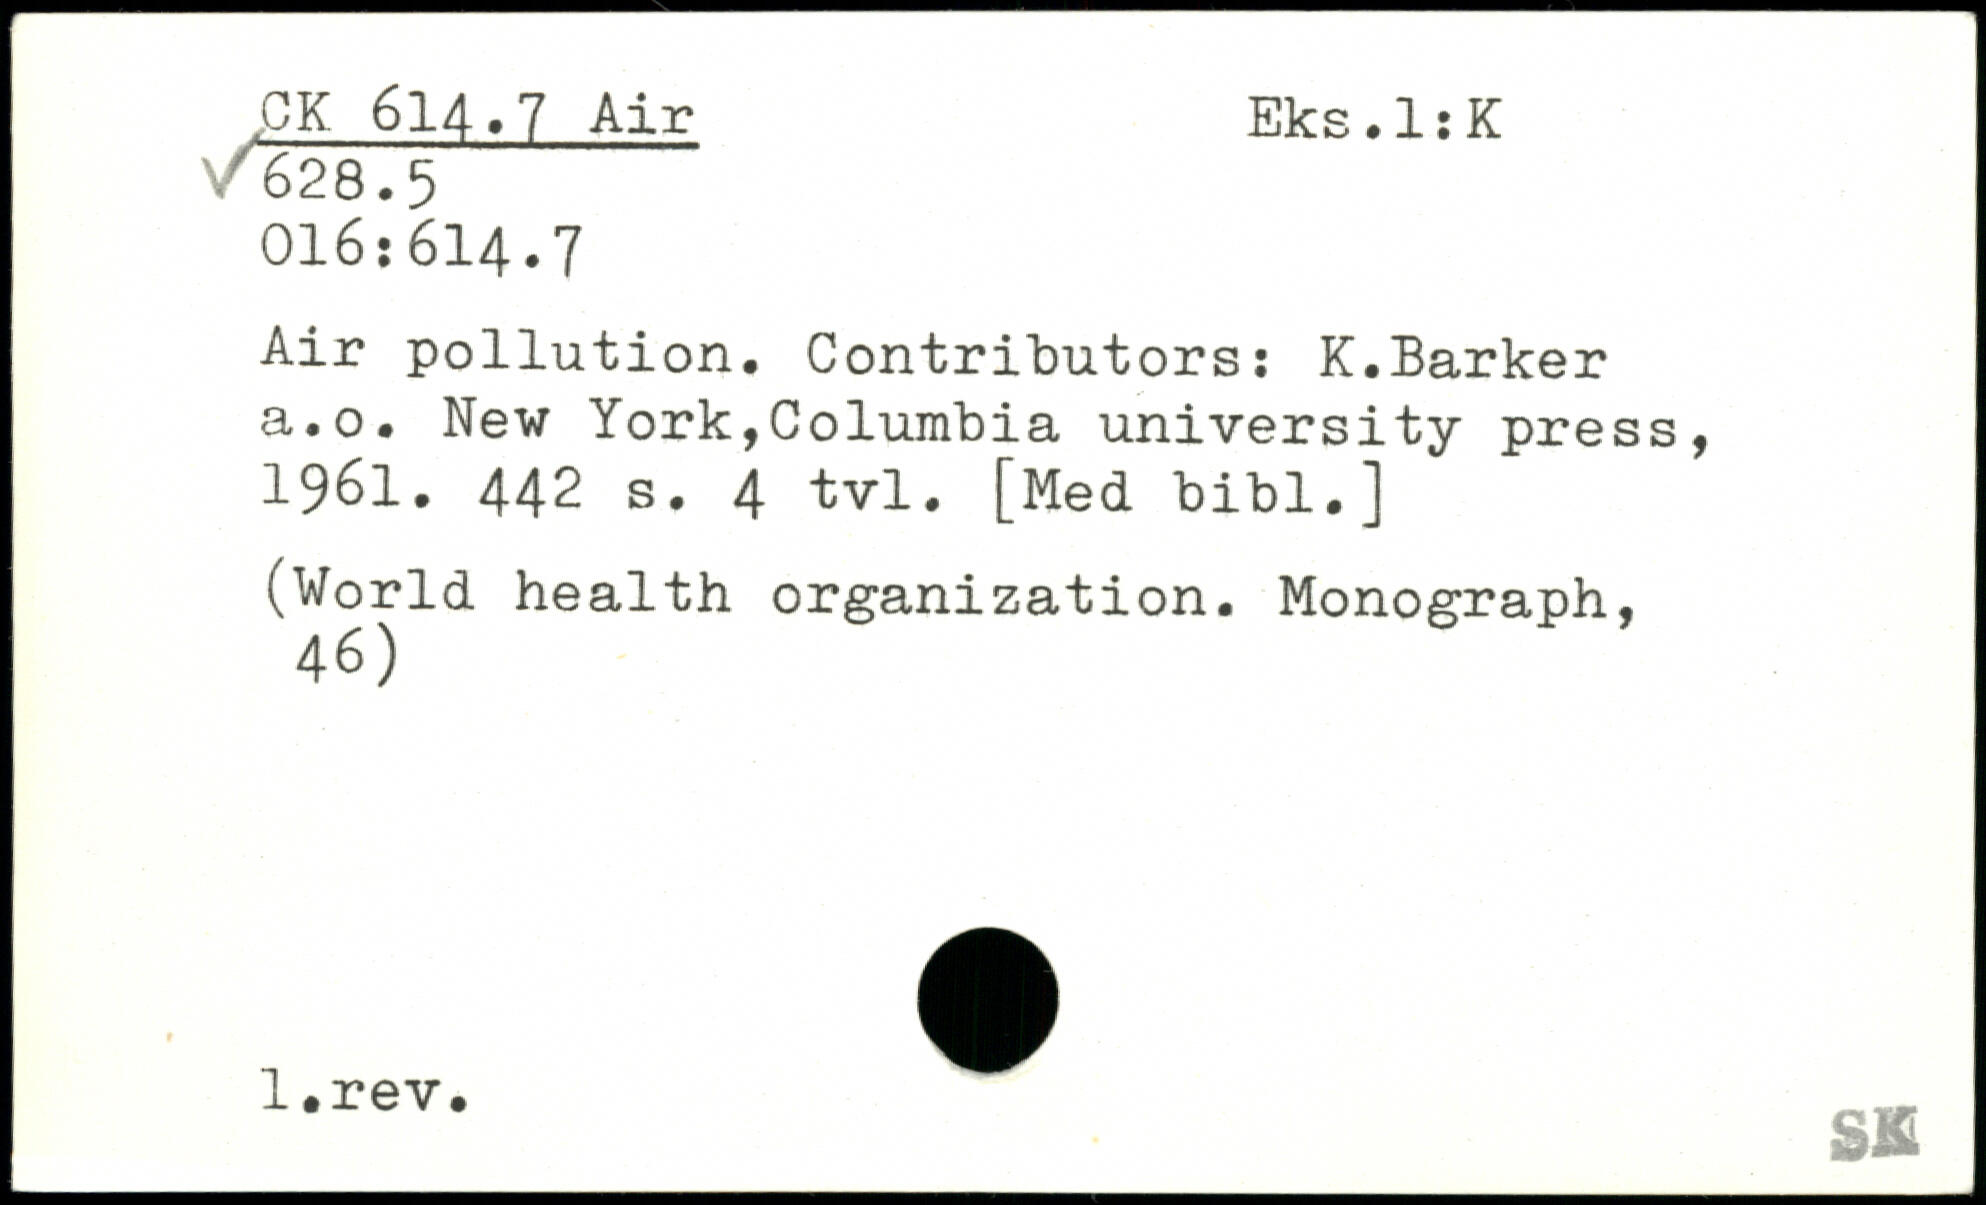 CK 614.7 Air
Eks.1:K
628.5
016:614.7
Air pollution. Contributors: K.Barker
a.o. New York,Columbia university press,
1961. 442 s. 4 tvl. [Med bibl.]
(World health organization. Monograph,
46)
1.rev.
SK